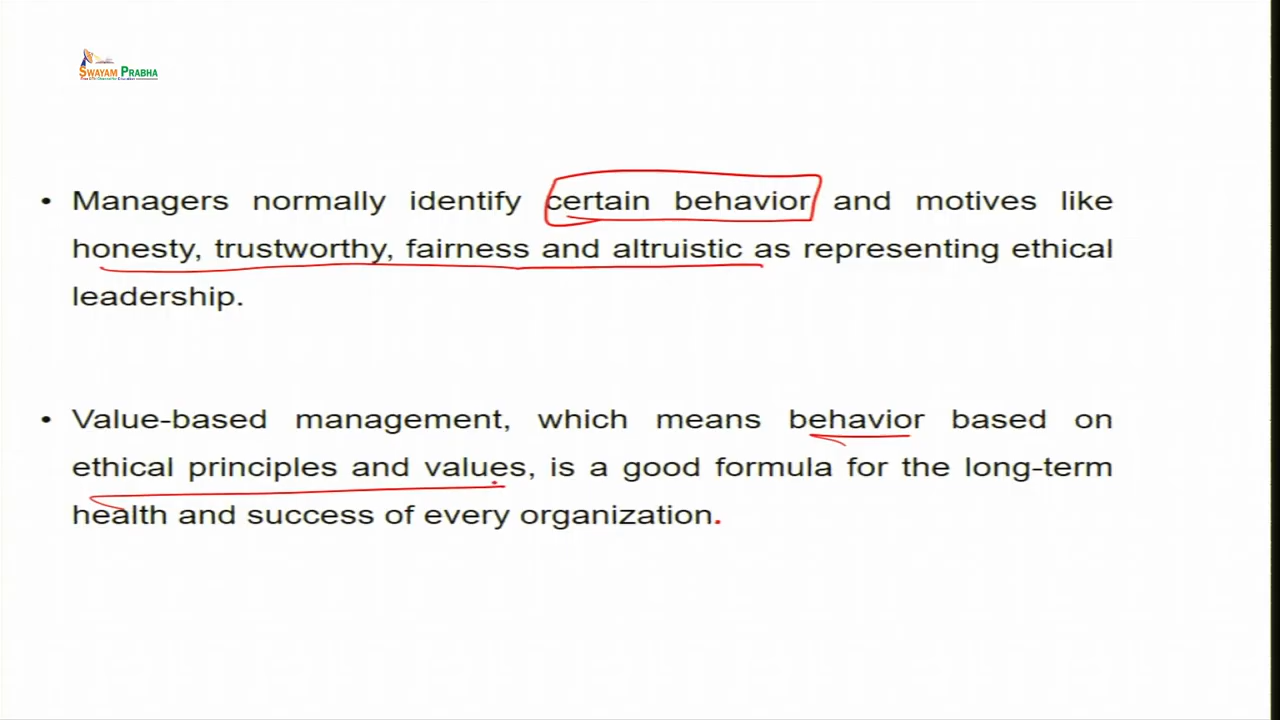 SWAYAM PRABHA
• Managers normally identify certain behavior and motives like
honesty, trustworthy, fairness and altruistic as representing ethical
leadership.
• Value-based management, which means behavior based on
ethical principles and values, is a good formula for the long-term
health and success of every organization.